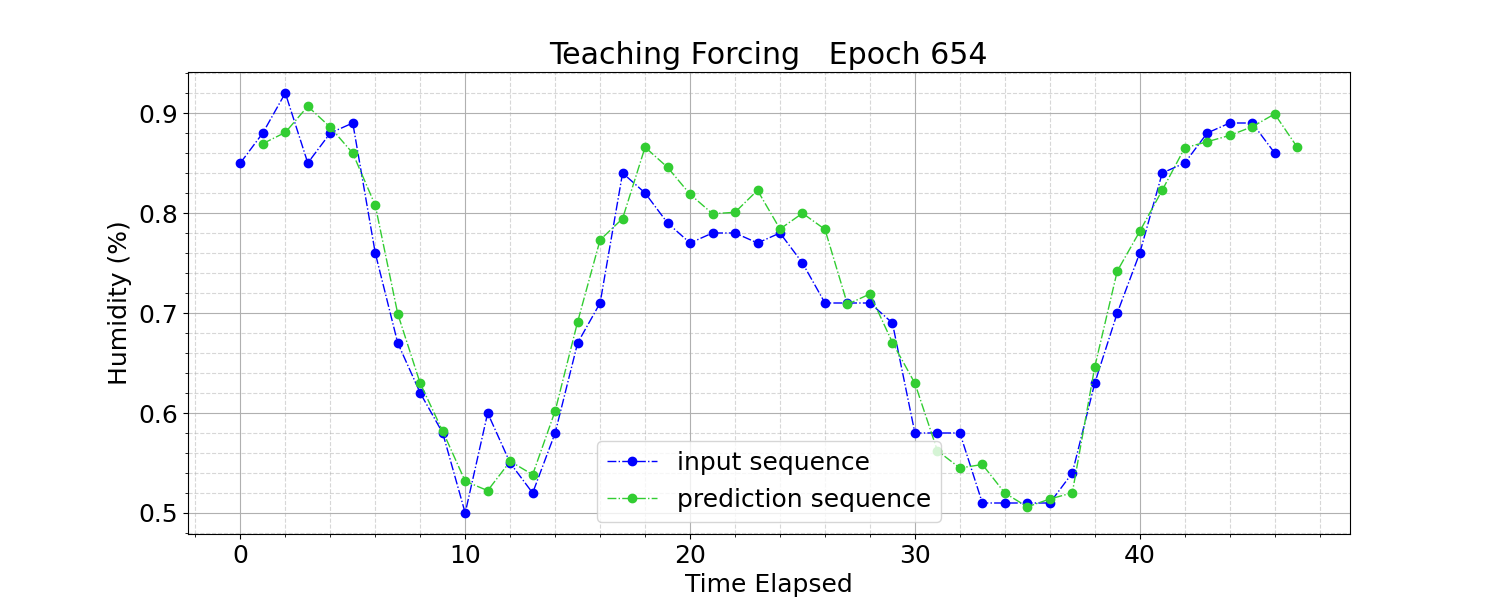 Teaching Forcing   Epoch 654
Humidity (%)
0.9
0.8
0.7
0.6
0.5
input sequence
prediction sequence
0 10 20 30 40
Time Elapsed